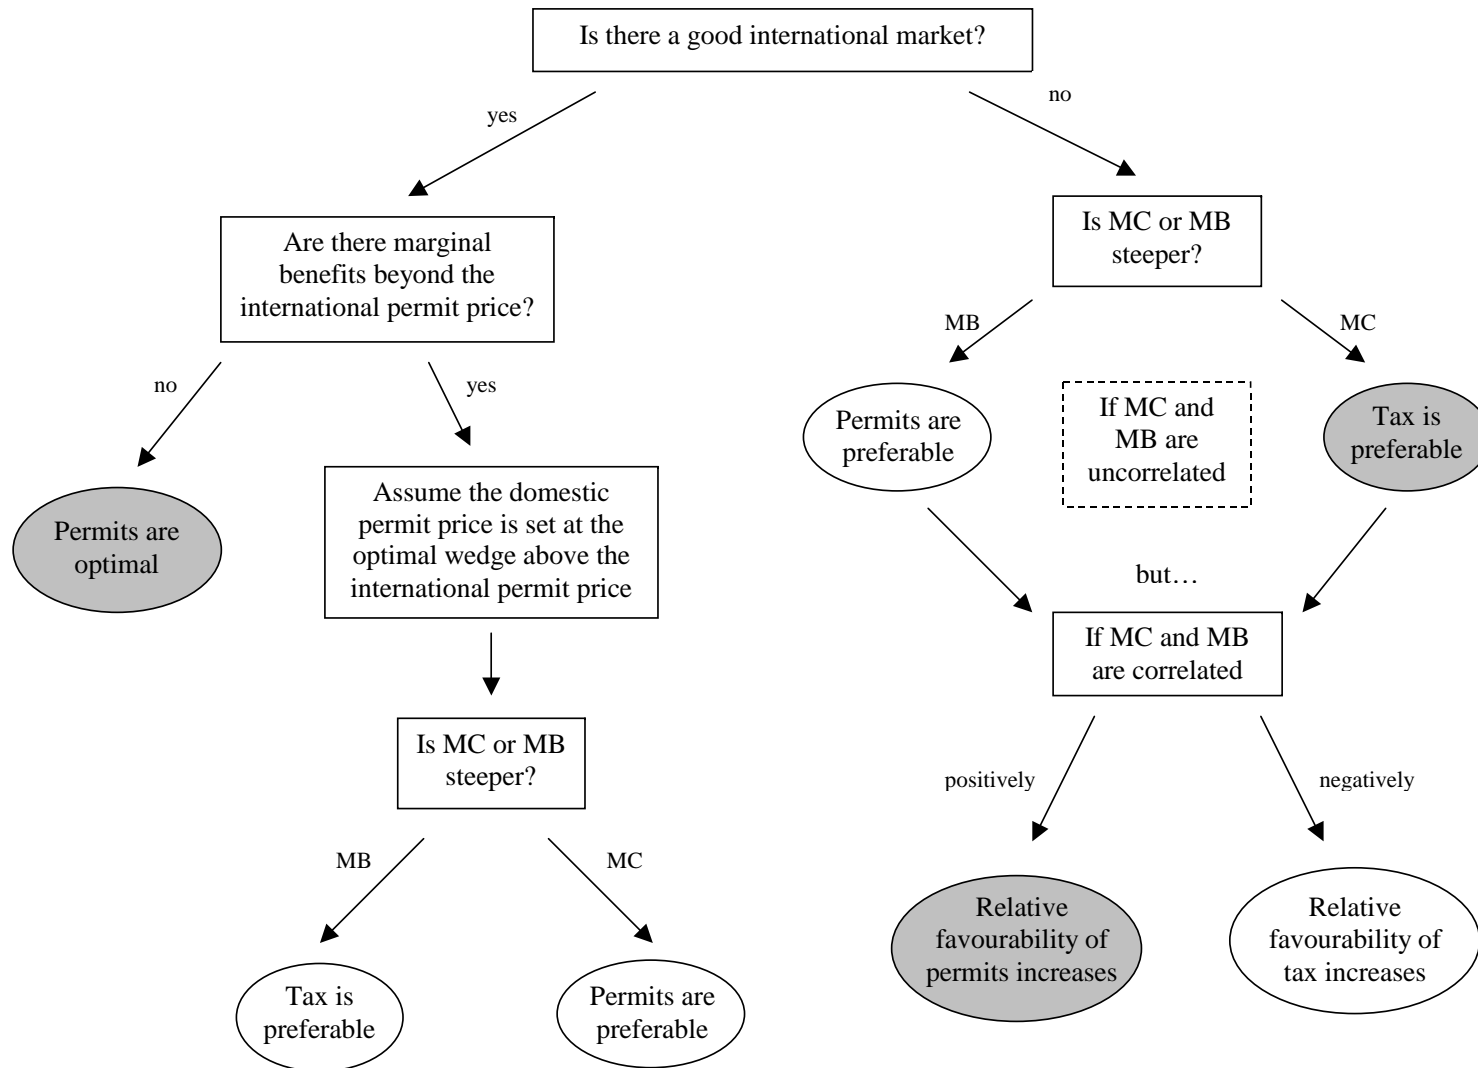 Is there a good international market?
yes
no
Are there marginal
benefits beyond the
international permit price?
Is MC or MB
steeper?
no
yes
MB
MC
Permits are
optimal
Assume the domestic
permit price is set at the
optimal wedge above the
international permit price
Permits are
preferable
If MC and
MB are
uncorrelated
Tax is
preferable
but…
If MC and MB
are correlated
Is MC or MB
steeper?
positively
negatively
MB
MC
Tax is
preferable
Permits are
preferable
Relative
favourability of
permits increases
Relative
favourability of
tax increases